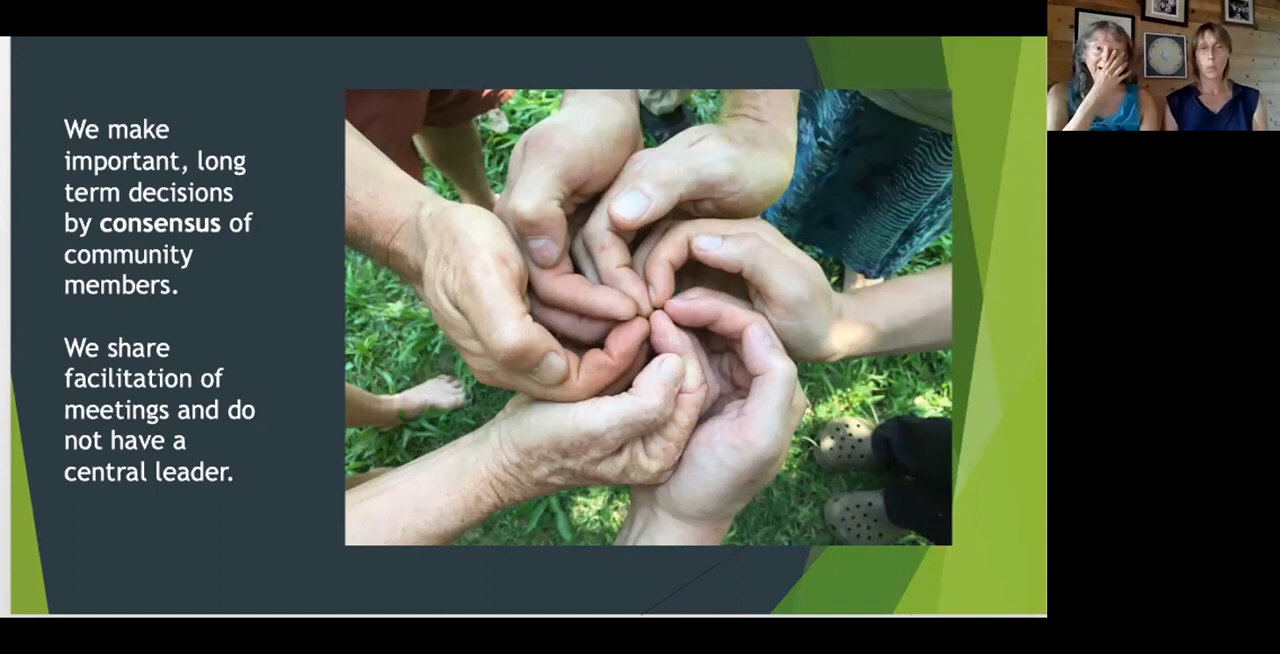 We make
important, long
term decisions
by consensus of
community
members.
We share
facilitation of
meetings and do
not have a
central leader.